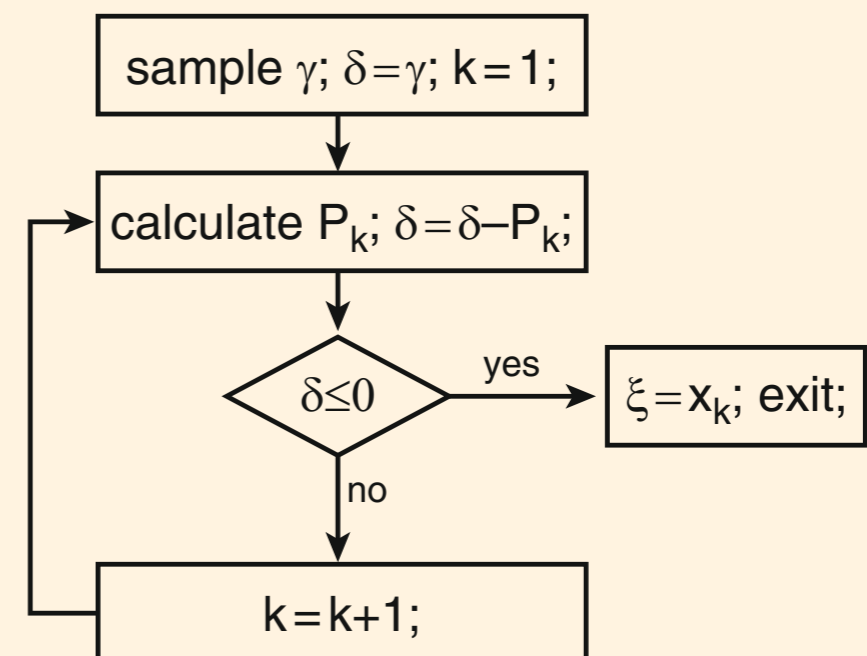 sample γ; δ=γ; k=1;
calculate Pₖ; δ=δ–Pₖ;
δ≤0
yes
ξ=xₖ; exit;
no
k=k+1;